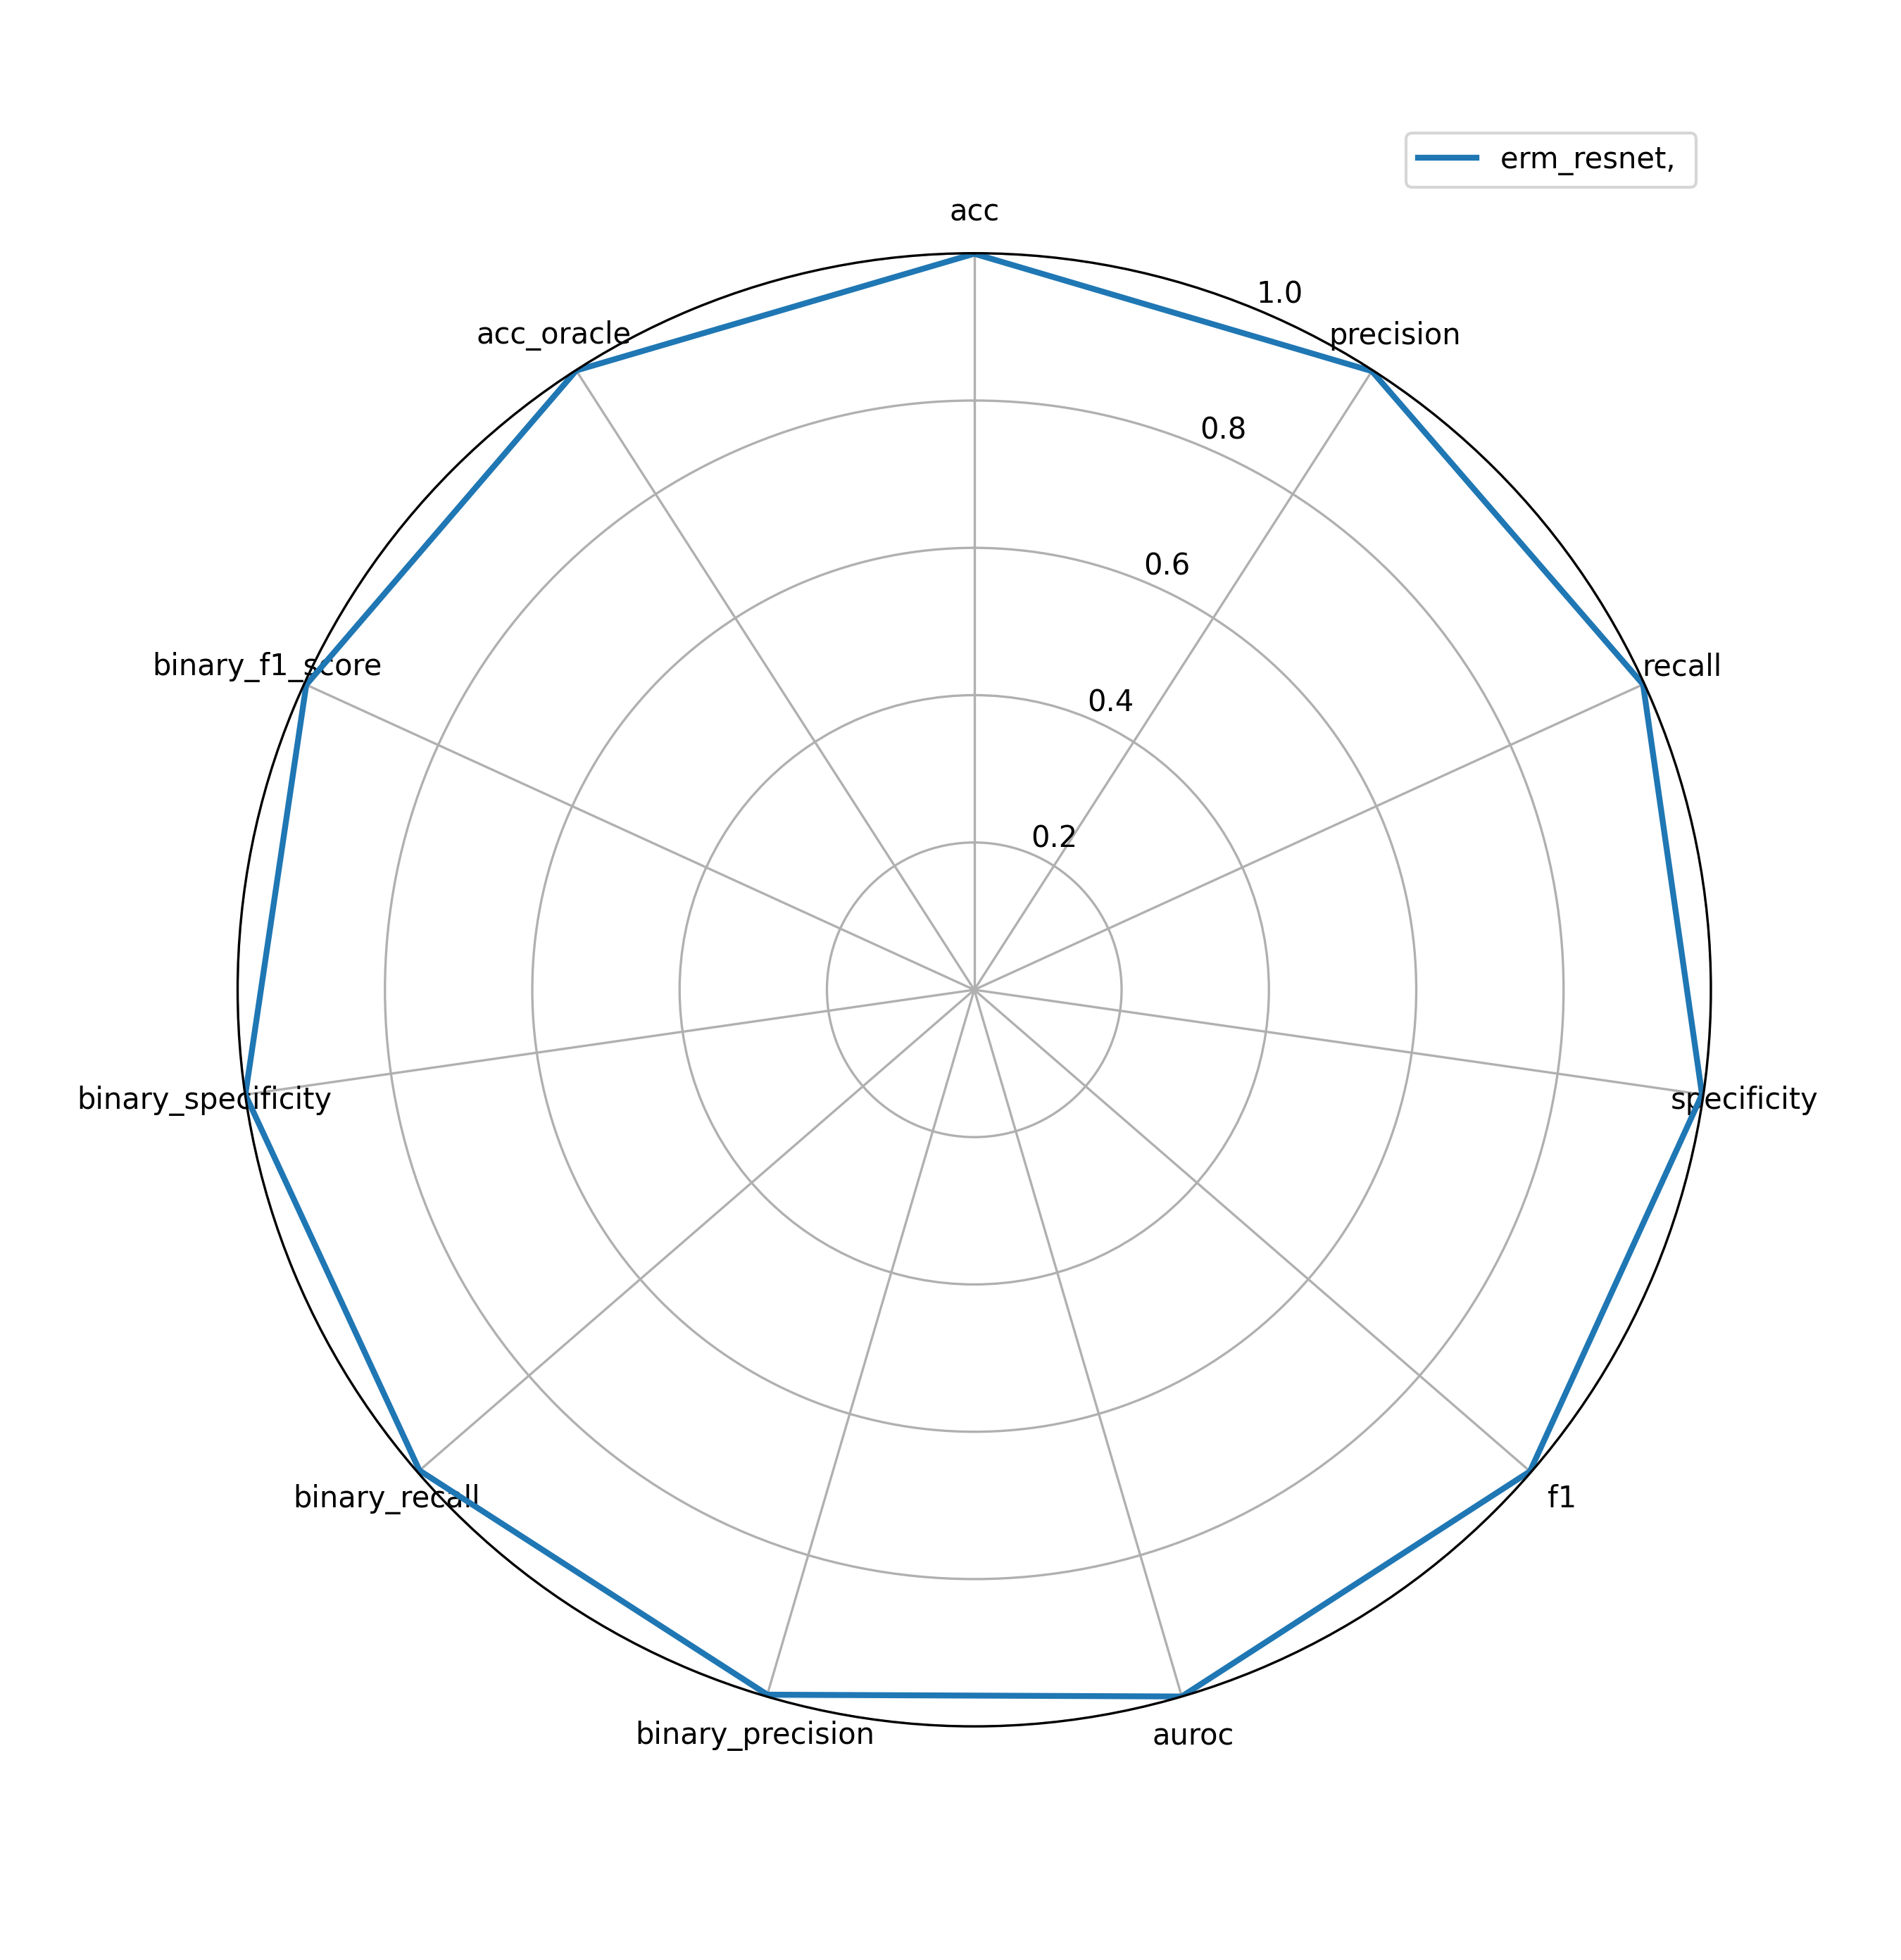 erm_resnet,
acc
1.0
acc_oracle
precision
0.8
0.6
binary_f1_score
recall
0.4
0.2
binary_specificity
specificity
binary_recall
f1
binary_precision
auroc